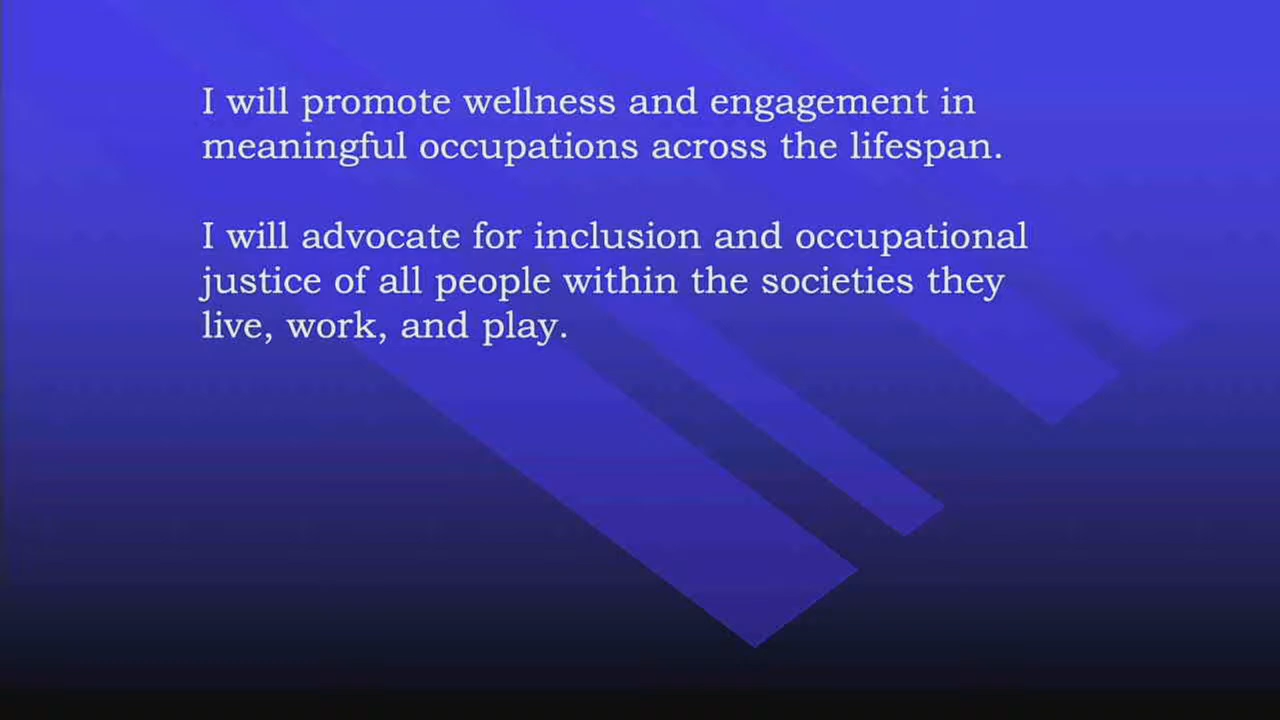 I will promote wellness and engagement in
meaningful occupations across the lifespan.
I will advocate for inclusion and occupational
justice of all people within the societies they
live, work, and play.